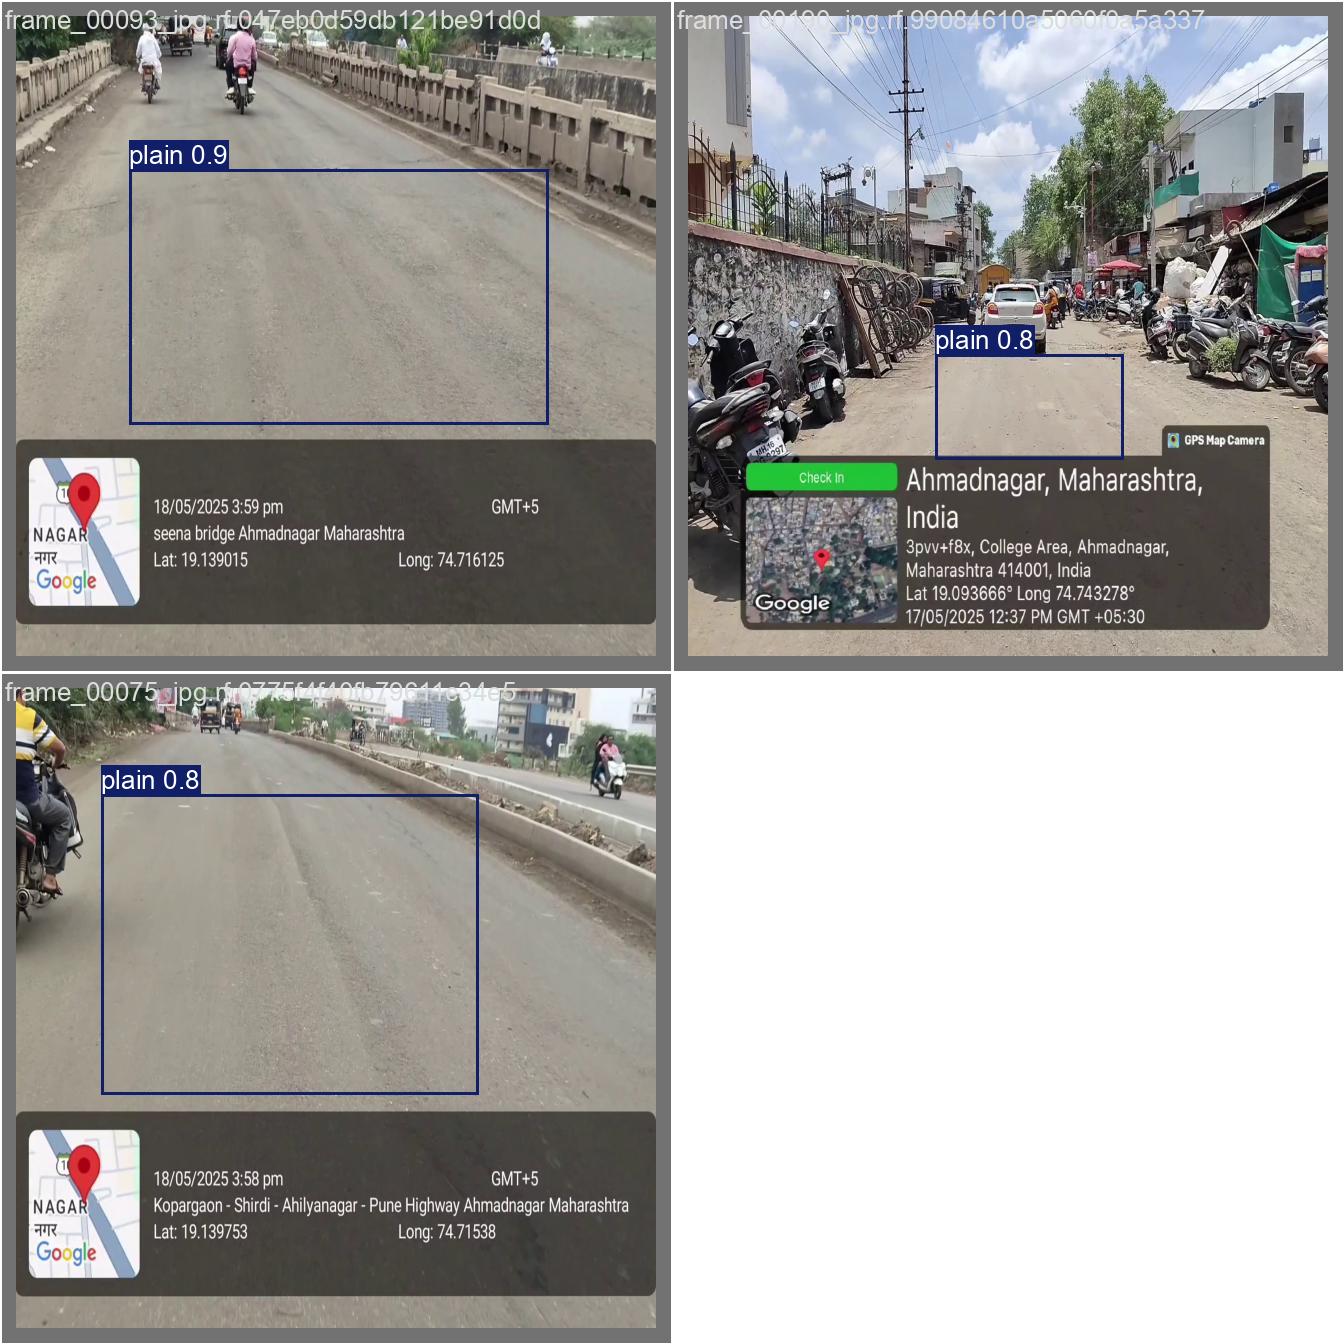 frame_00093_jpg.rf.047eb0d59db121be91d0d
plain 0.9
NAGAR
नगर
Google
18/05/2025 3:59 pm GMT+5
seena bridge Ahmadnagar Maharashtra
Lat: 19.139015 Long: 74.716125
plain 0.8
GPS Map Camera
Check In
Google
Ahmadnagar, Maharashtra,
India
3pvv+f8x, College Area, Ahmadnagar,
Maharashtra 414001, India
Lat 19.093666° Long 74.743278°
17/05/2025 12:37 PM GMT +05:30
plain 0.8
NAGAR
नगर
Google
18/05/2025 3:58 pm GMT+5
Kopargaon - Shirdi - Ahilyanagar - Pune Highway Ahmadnagar Maharashtra
Lat: 19.139753 Long: 74.71538